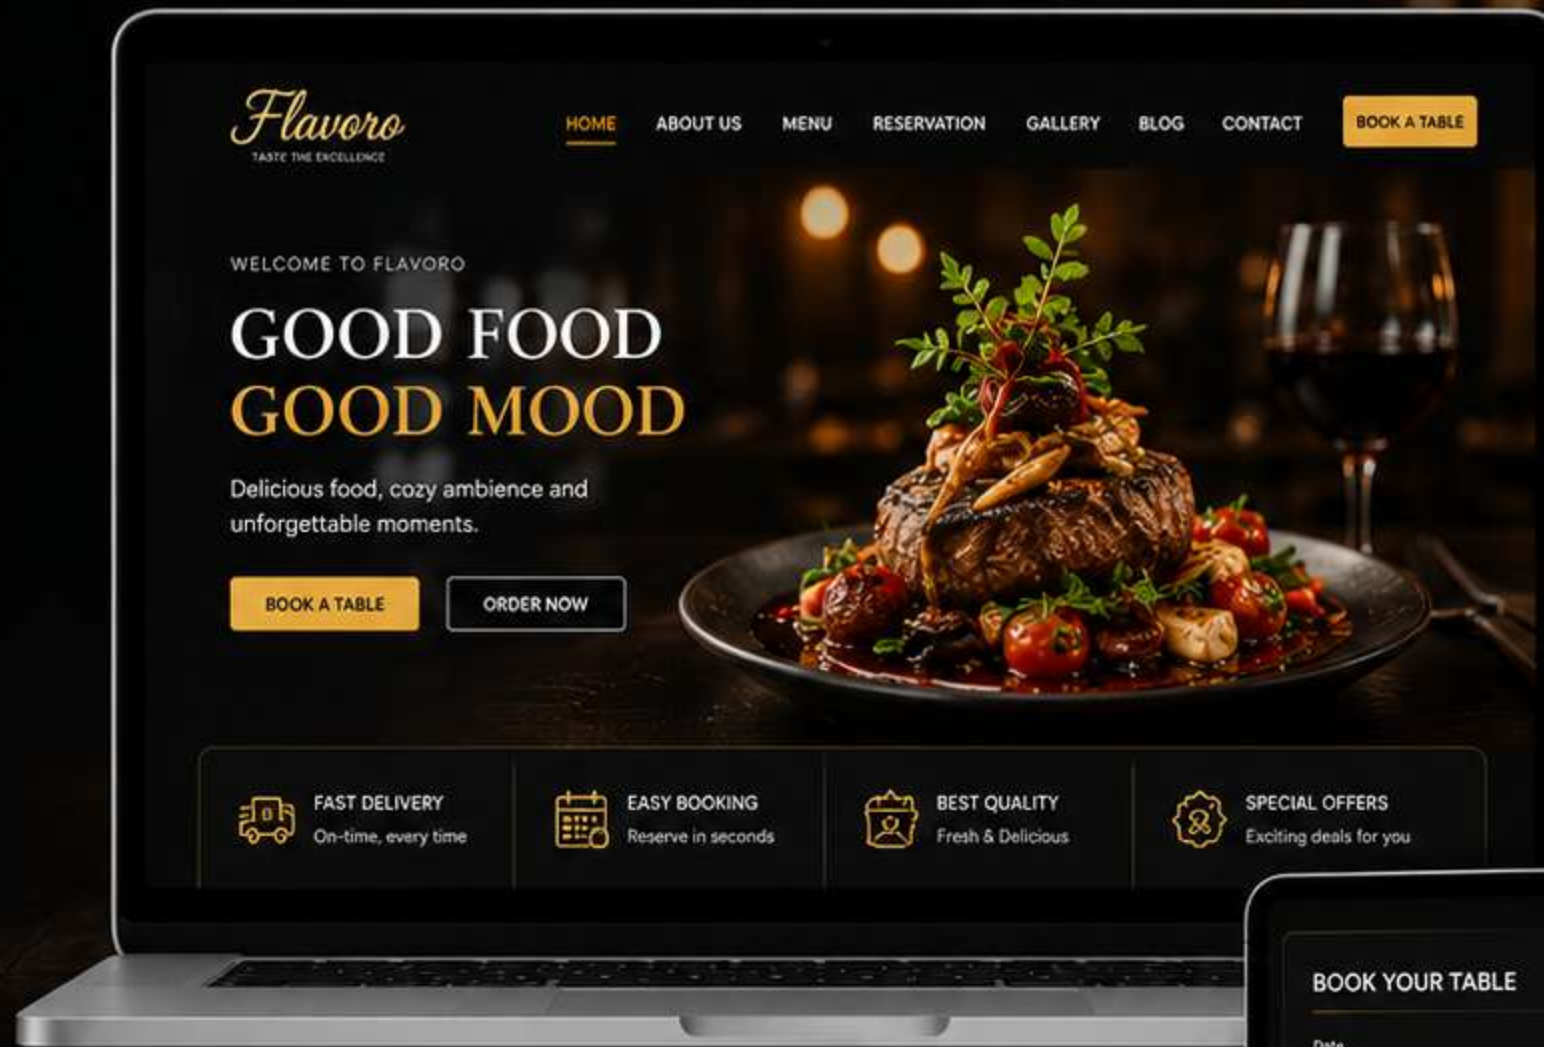 Flavoro
TASTE THE EXCELLENCE
HOME ABOUT US MENU RESERVATION GALLERY BLOG CONTACT BOOK A TABLE
WELCOME TO FLAVORO
GOOD FOOD
GOOD MOOD
Delicious food, cozy ambience and
unforgettable moments.
BOOK A TABLE ORDER NOW
FAST DELIVERY
On-time, every time
EASY BOOKING
Reserve in seconds
BEST QUALITY
Fresh & Delicious
SPECIAL OFFERS
Exciting deals for you
BOOK YOUR TABLE
Date